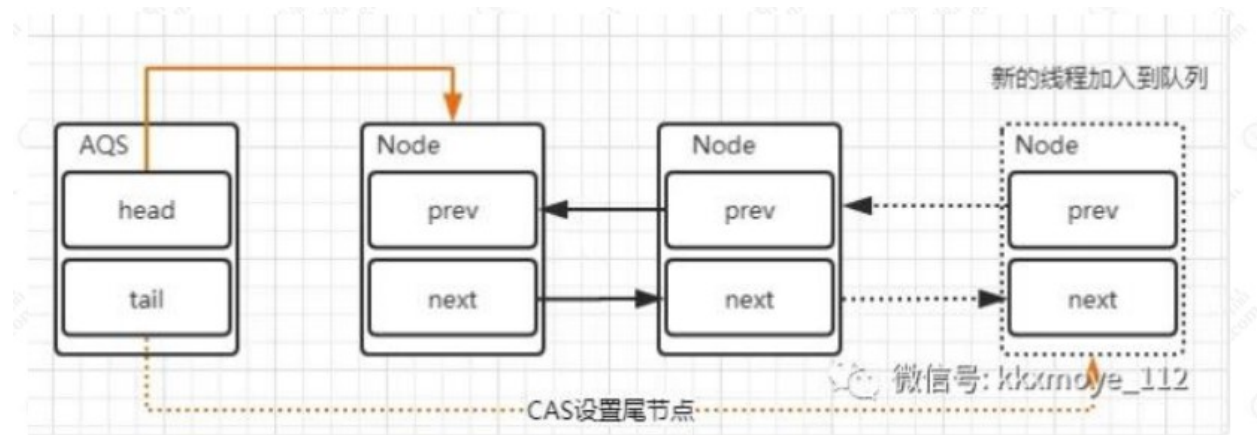 新的线程加入到队列
AQS
head
tail
Node
prev
next
Node
prev
next
Node
prev
next
微信号: kkxmoye_112
CAS设置尾节点